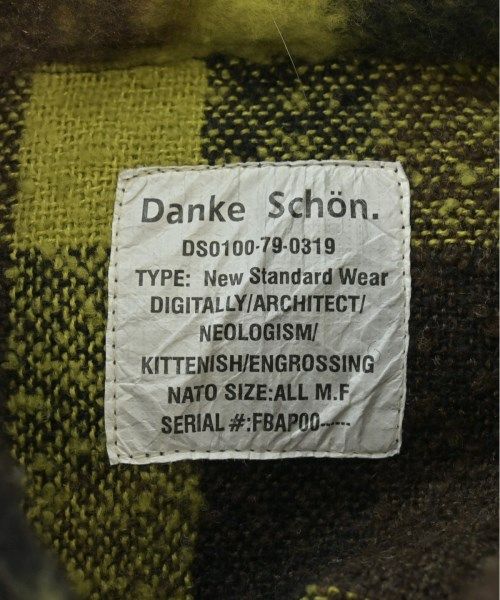 Danke Schön.
DS0100-79-0319
TYPE: New Standard Wear
DIGITALLY/ARCHITECT/
NEOLOGISM/
KITTENISH/ENGROSSING
NATO SIZE:ALL M.F
SERIAL #:FBAP00------